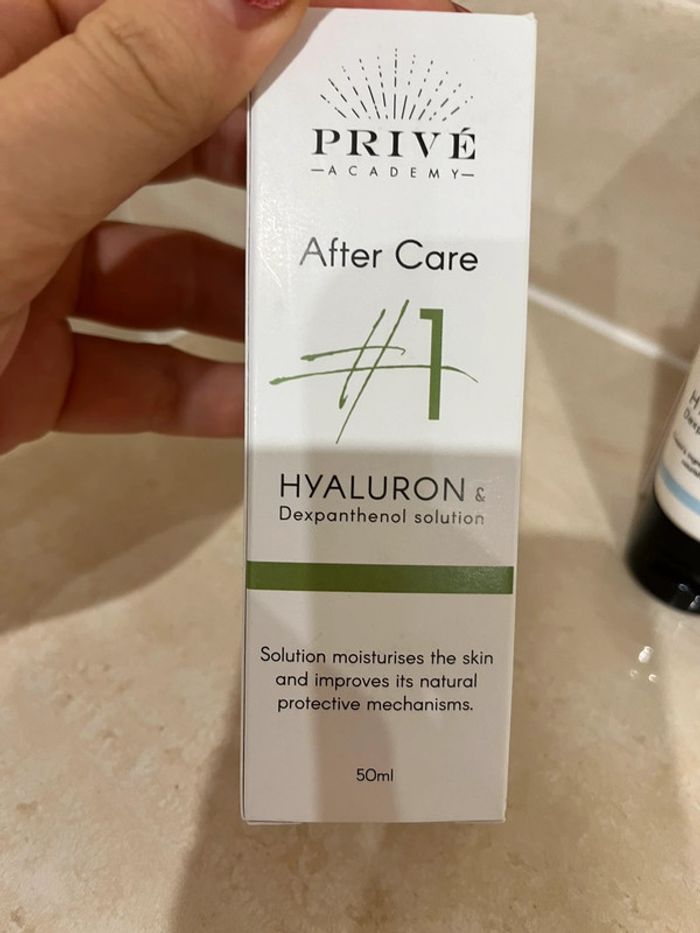 PRIVÉ
—ACADEMY—
After Care
#1
HYALURON &
Dexpanthenol solution
Solution moisturises the skin
and improves its natural
protective mechanisms.
50ml